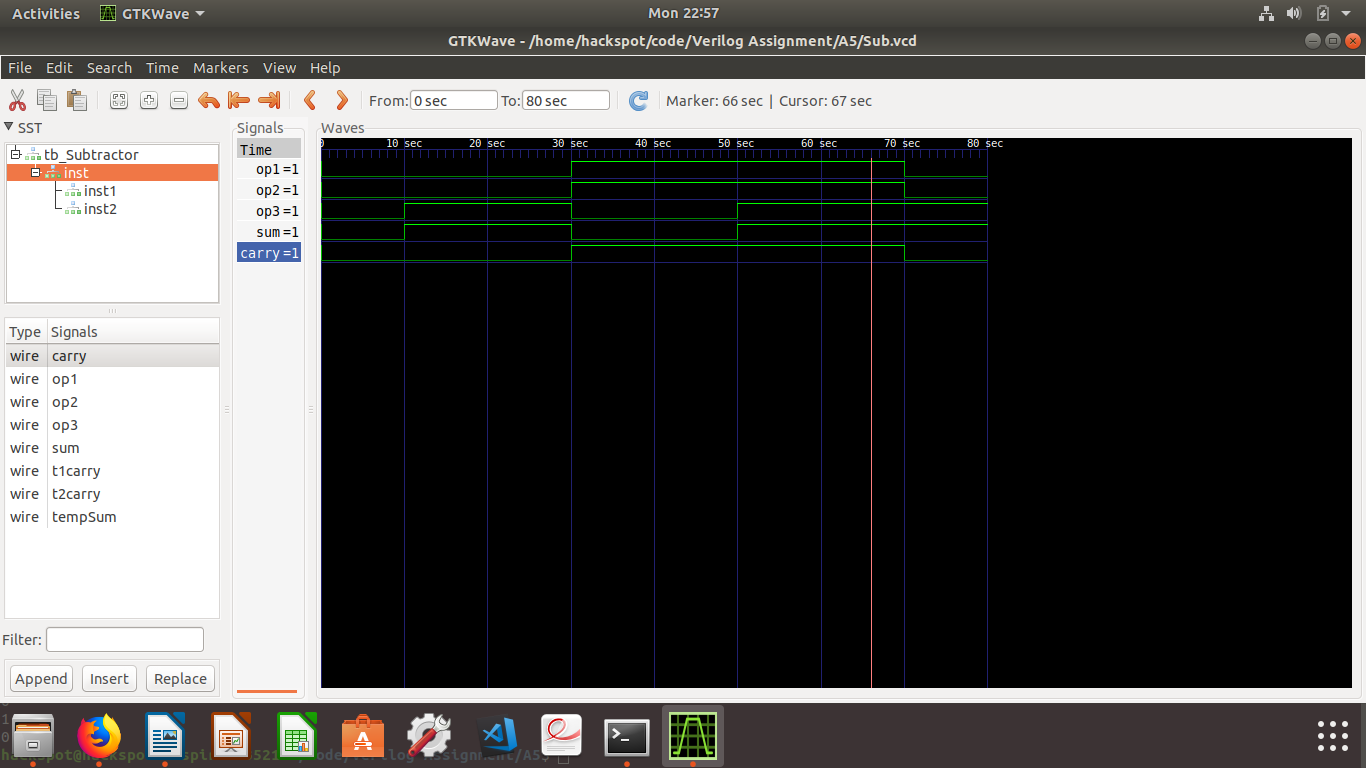 Activities GTKWave Mon 22:57
GTKWave - /home/hackspot/code/Verilog Assignment/A5/Sub.vcd
File Edit Search Time Markers View Help
From: 0 sec To: 80 sec Marker: 66 sec | Cursor: 67 sec
SST
tb_Subtractor
inst
inst1
inst2
Type Signals
wire carry
wire op1
wire op2
wire op3
wire sum
wire t1carry
wire t2carry
wire tempSum
Filter:
Append Insert Replace
Signals
Time
op1=1
op2=1
op3=1
sum=1
carry=1
Waves
0 10 sec 20 sec 30 sec 40 sec 50 sec 60 sec 70 sec 80 sec
1
0